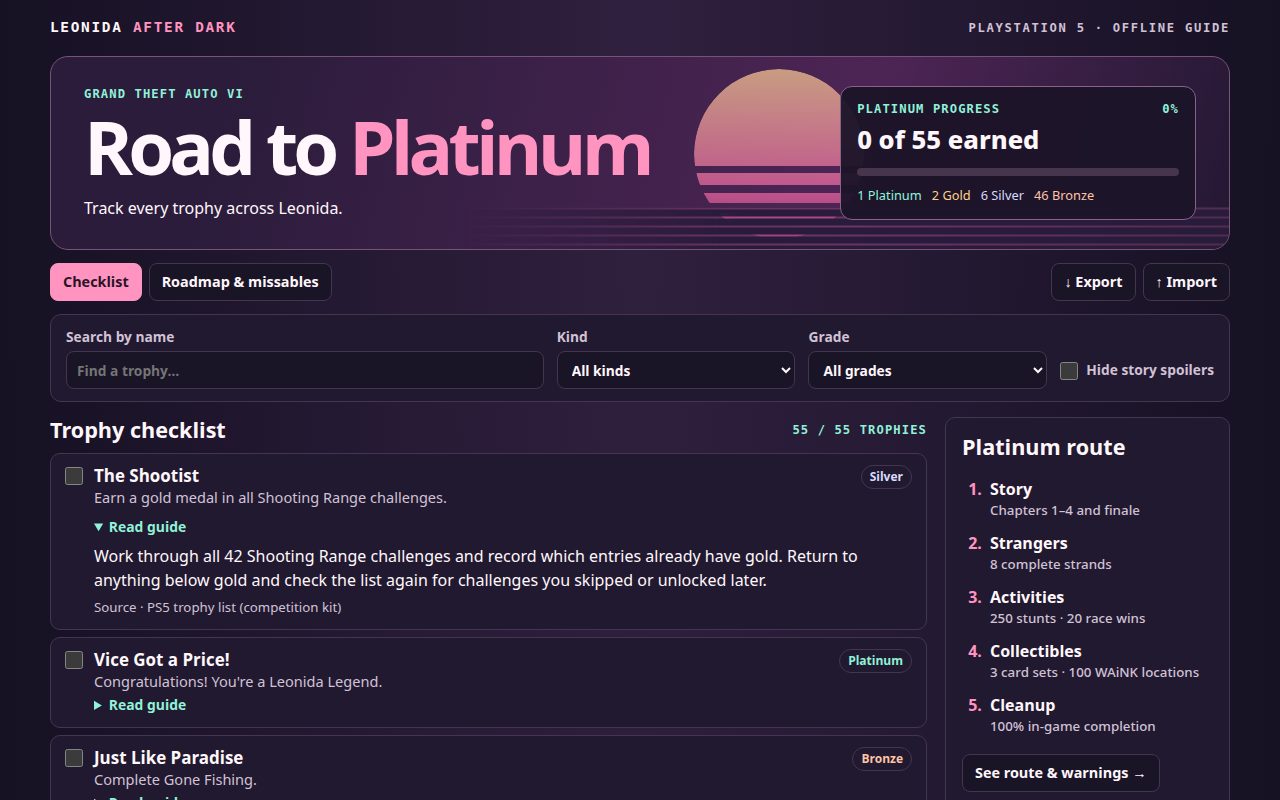 LEONIDA AFTER DARK
PLAYSTATION 5 · OFFLINE GUIDE
GRAND THEFT AUTO VI
Road to Platinum
Track every trophy across Leonida.
PLATINUM PROGRESS 0%
0 of 55 earned
1 Platinum 2 Gold 6 Silver 46 Bronze
Checklist
Roadmap & missables
↓ Export
↑ Import
Search by name
Find a trophy...
Kind
All kinds
Grade
All grades
Hide story spoilers
Trophy checklist
55 / 55 TROPHIES
The Shootist
Silver
Earn a gold medal in all Shooting Range challenges.
▼ Read guide
Work through all 42 Shooting Range challenges and record which entries already have gold. Return to
anything below gold and check the list again for challenges you skipped or unlocked later.
Source · PS5 trophy list (competition kit)
Vice Got a Price!
Platinum
Congratulations! You're a Leonida Legend.
▶ Read guide
Just Like Paradise
Bronze
Complete Gone Fishing.
Platinum route
1. Story
Chapters 1–4 and finale
2. Strangers
8 complete strands
3. Activities
250 stunts · 20 race wins
4. Collectibles
3 card sets · 100 WAiNK locations
5. Cleanup
100% in-game completion
See route & warnings →